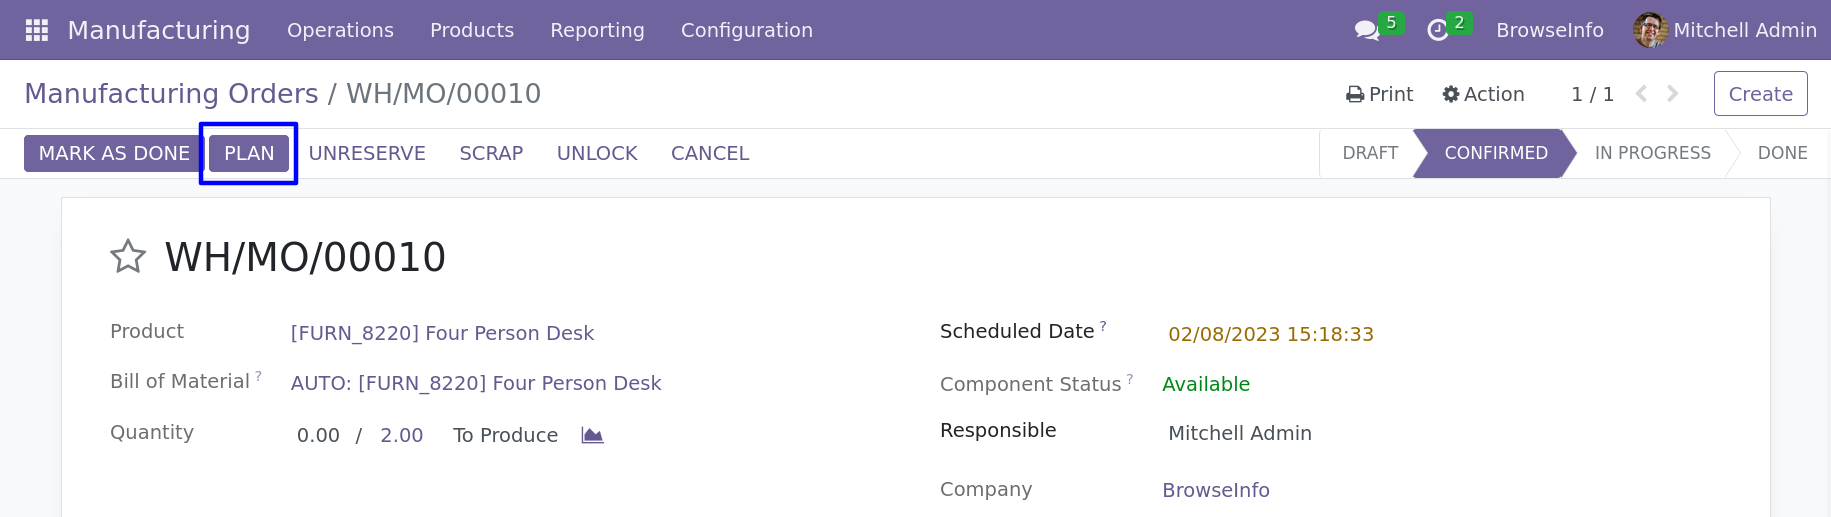 Manufacturing Operations Products Reporting Configuration 5 2 BrowseInfo Mitchell Admin
Manufacturing Orders / WH/MO/00010 Print Action 1 / 1 Create
MARK AS DONE PLAN UNRESERVE SCRAP UNLOCK CANCEL DRAFT CONFIRMED IN PROGRESS DONE
WH/MO/00010
Product [FURN_8220] Four Person Desk
Bill of Material ? AUTO: [FURN_8220] Four Person Desk
Quantity 0.00 / 2.00 To Produce
Scheduled Date ? 02/08/2023 15:18:33
Component Status ? Available
Responsible Mitchell Admin
Company BrowseInfo